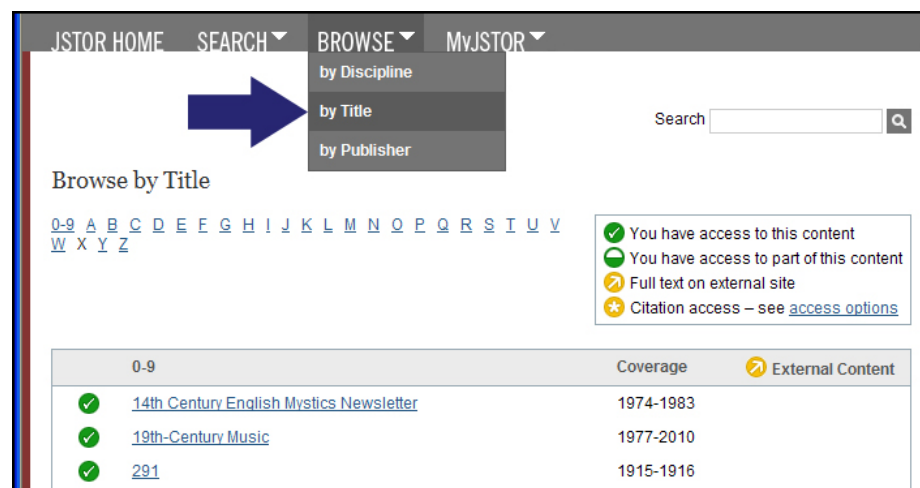 JSTOR HOME SEARCH BROWSE MyJSTOR
by Discipline
by Title
by Publisher
Search
Browse by Title
0-9 A B C D E F G H I J K L M N O P Q R S T U V
W X Y Z
You have access to this content
You have access to part of this content
Full text on external site
Citation access – see access options
0-9 Coverage External Content
14th Century English Mystics Newsletter 1974-1983
19th-Century Music 1977-2010
291 1915-1916